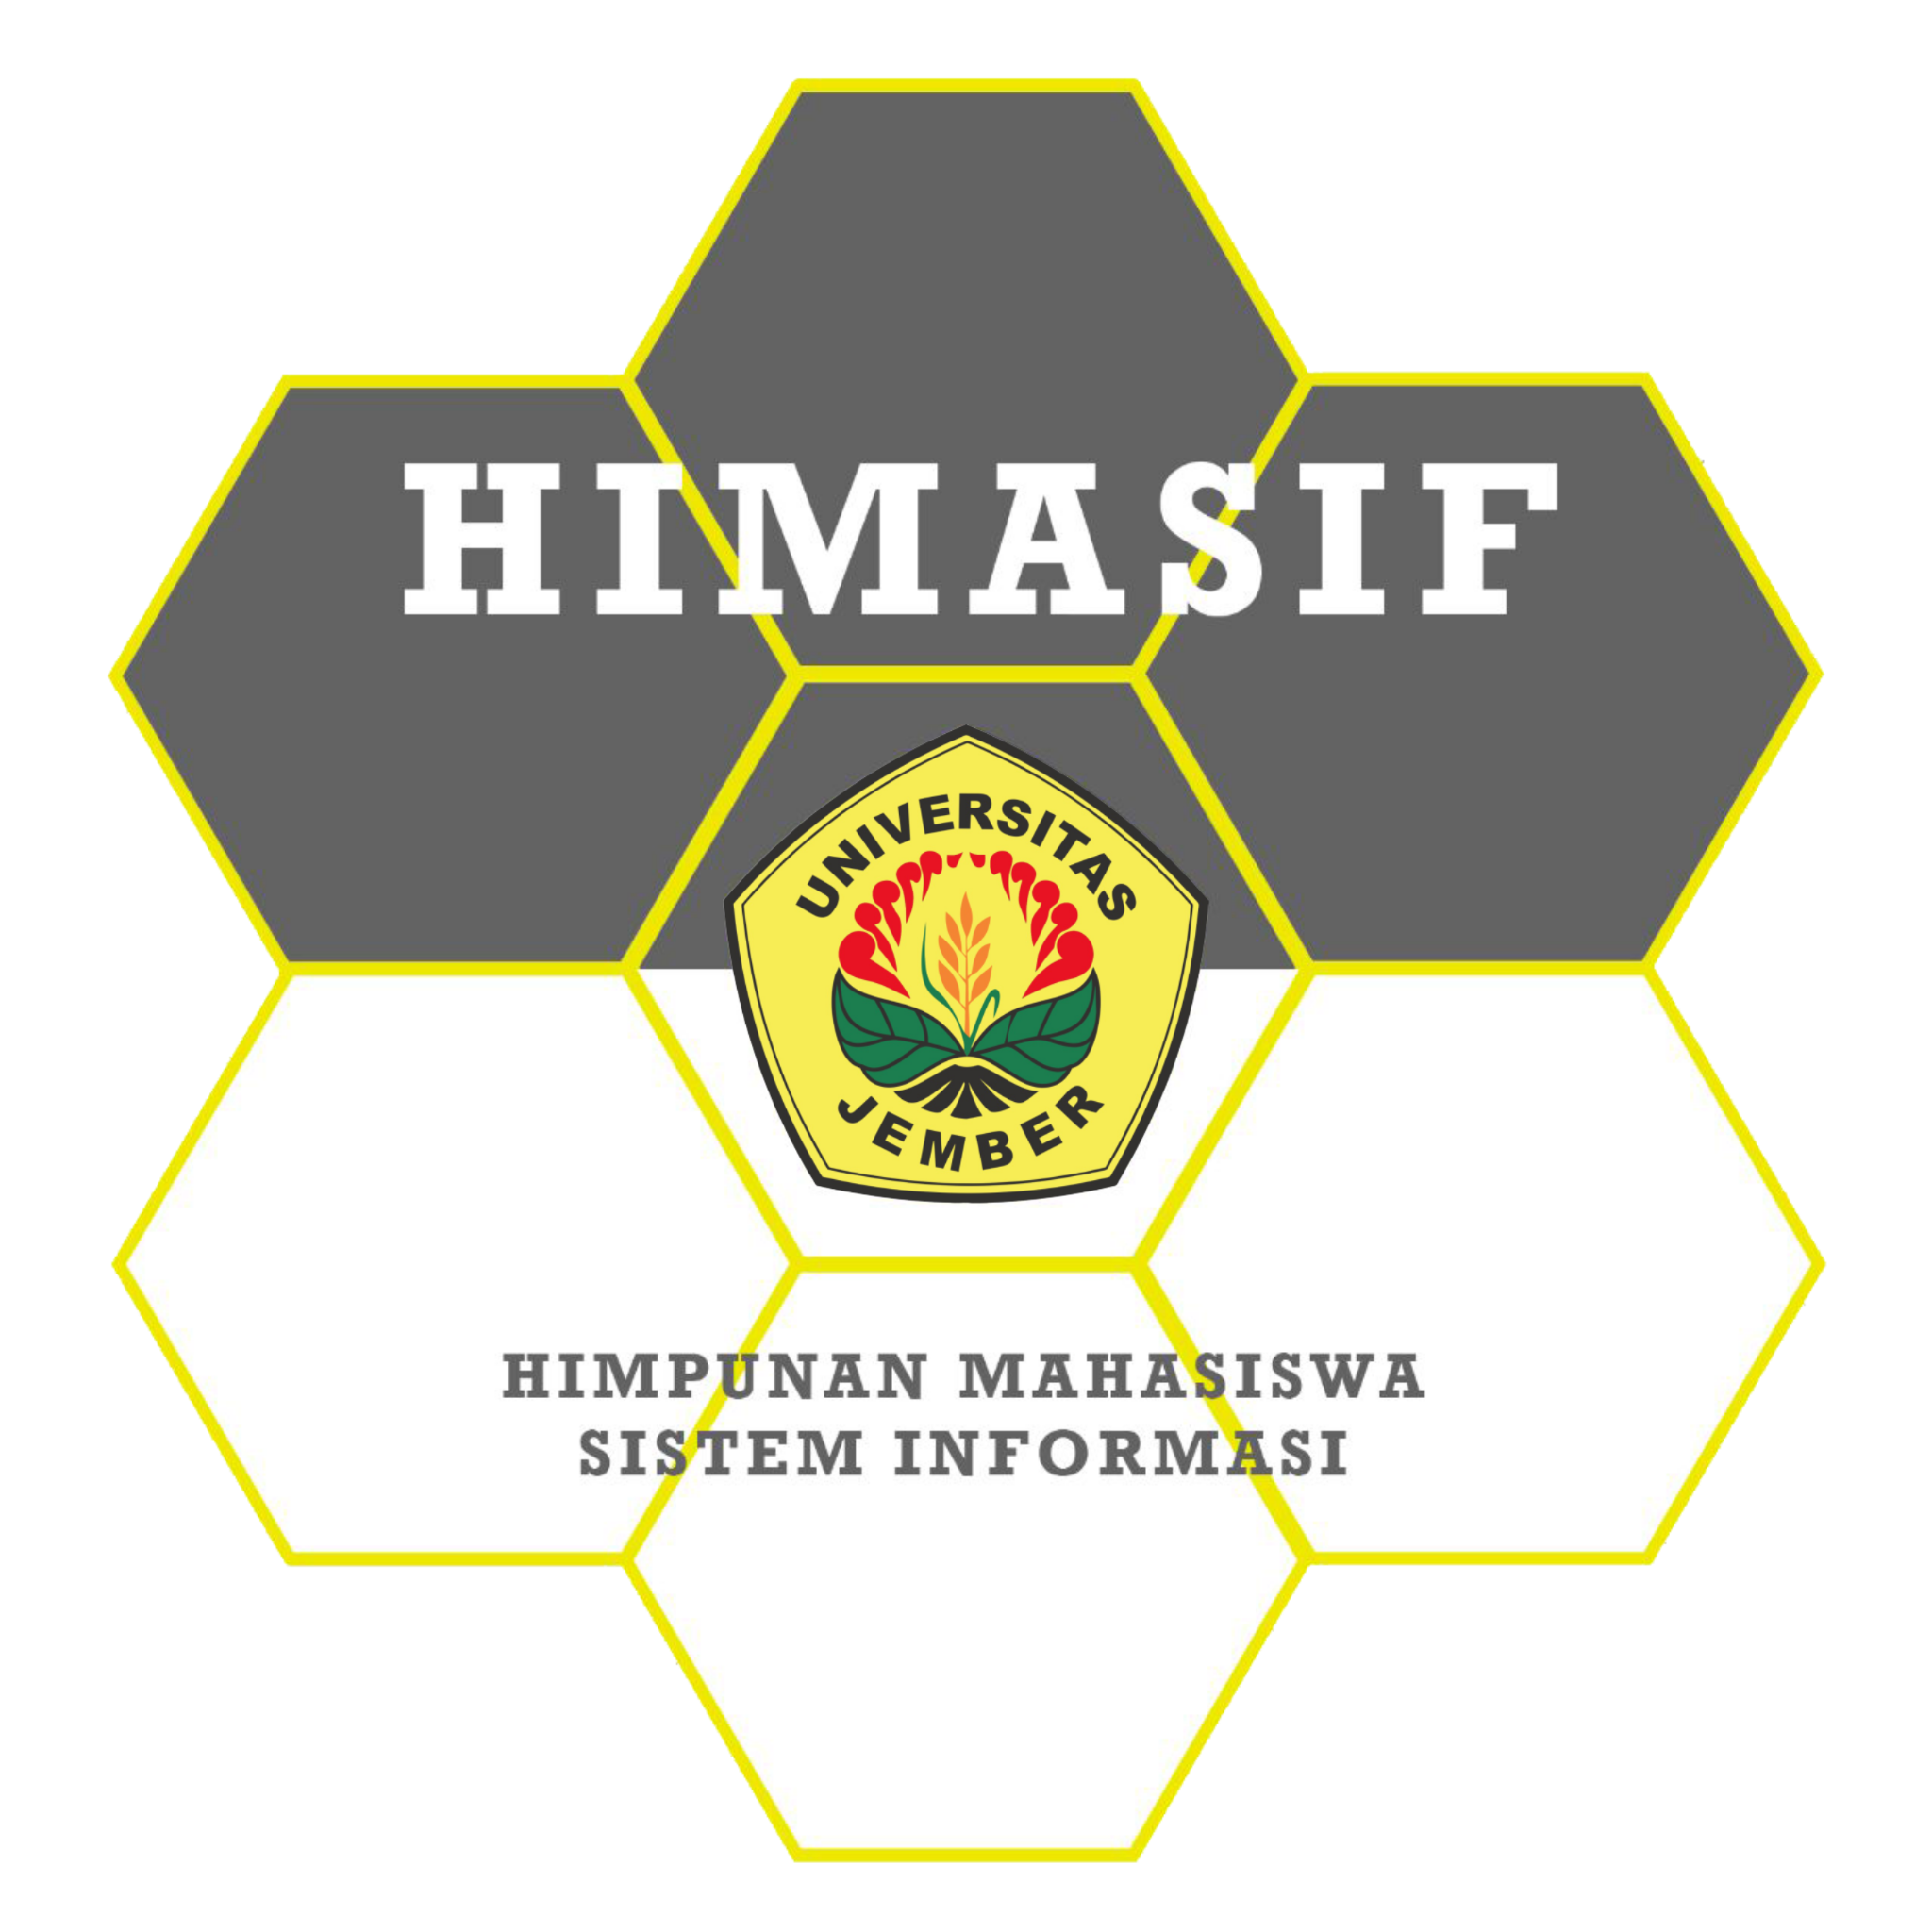 HIMASIF
UNIVERSITAS
JEMBER
HIMPUNAN MAHASISWA
SISTEM INFORMASI